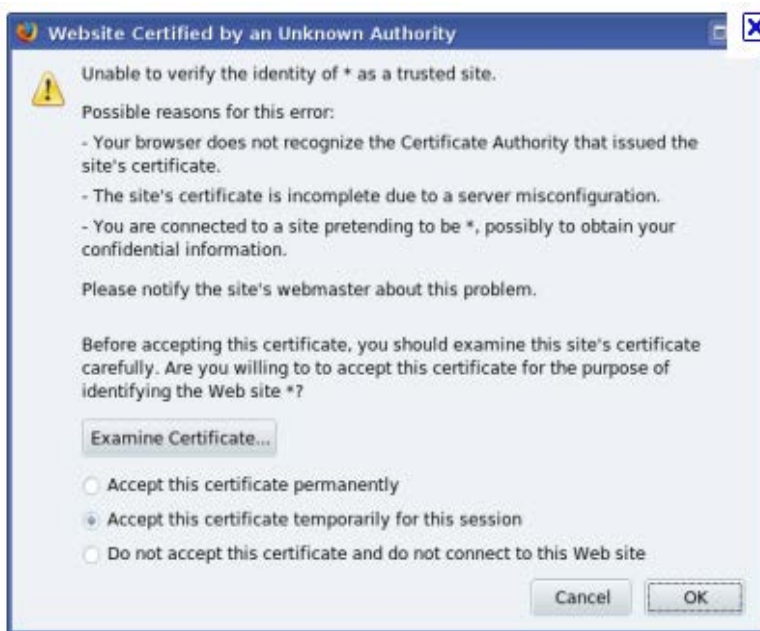 Website Certified by an Unknown Authority
Unable to verify the identity of * as a trusted site.
Possible reasons for this error:
- Your browser does not recognize the Certificate Authority that issued the
site's certificate.
- The site's certificate is incomplete due to a server misconfiguration.
- You are connected to a site pretending to be *, possibly to obtain your
confidential information.
Please notify the site's webmaster about this problem.
Before accepting this certificate, you should examine this site's certificate
carefully. Are you willing to to accept this certificate for the purpose of
identifying the Web site *?
Examine Certificate...
Accept this certificate permanently
Accept this certificate temporarily for this session
Do not accept this certificate and do not connect to this Web site
Cancel OK